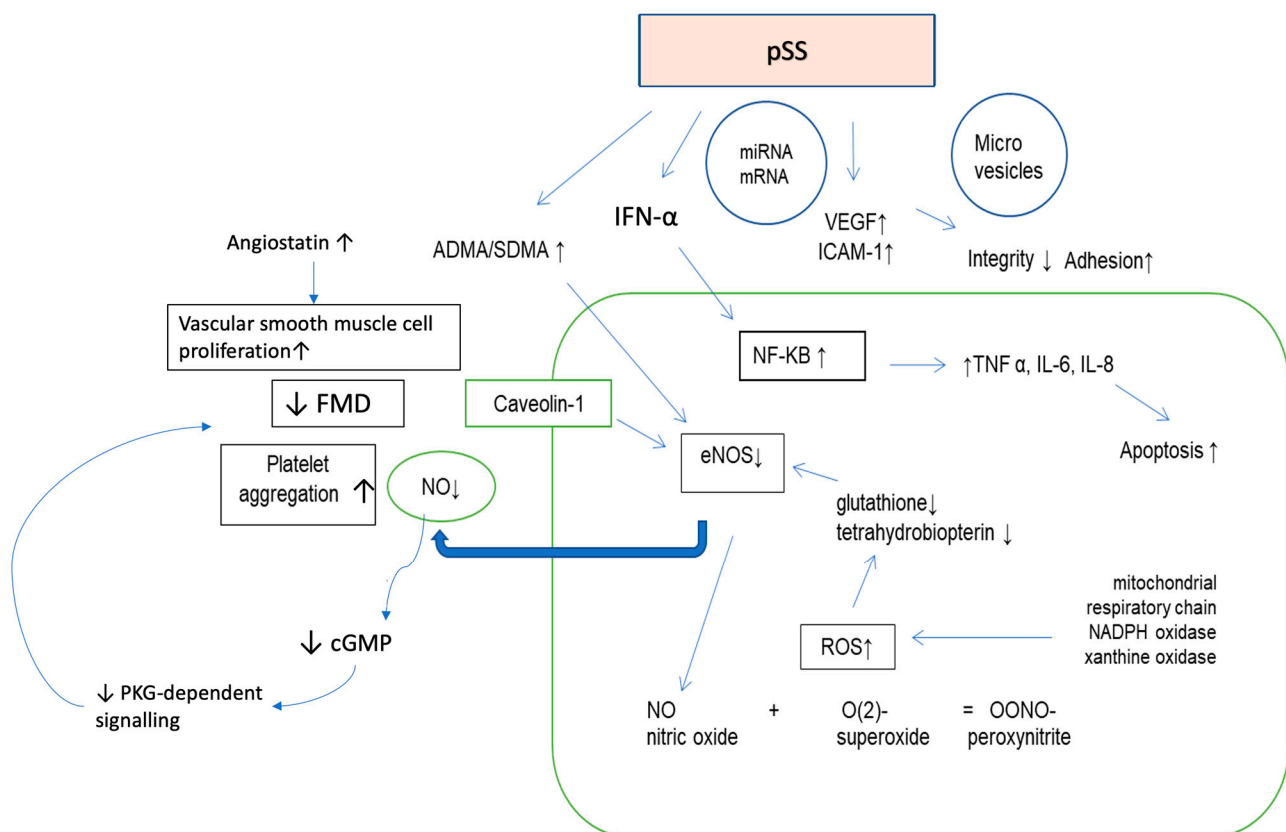 pSS
miRNA
mRNA
Micro
vesicles
IFN-α
VEGF↑
ICAM-1↑
Angiostatin ↑
ADMA/SDMA ↑
Integrity ↓ Adhesion↑
Vascular smooth muscle cell
proliferation↑
NF-KB ↑
↑TNF α, IL-6, IL-8
↓ FMD
Caveolin-1
eNOS↓
Apoptosis ↑
Platelet
aggregation ↑
NO↓
glutathione↓
tetrahydrobiopterin ↓
mitochondrial
respiratory chain
NADPH oxidase
xanthine oxidase
↓ cGMP
ROS↑
↓ PKG-dependent
signalling
NO + O(2)- = OONO-
nitric oxide superoxide peroxynitrite